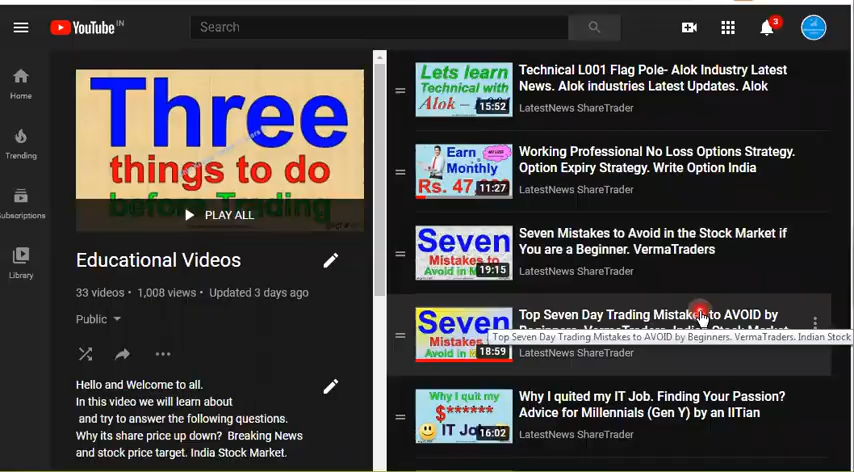 YouTube IN
Search
3
Home
Trending
Subscriptions
Library
Three
things to do
before Trading
PLAY ALL
Educational Videos
33 videos • 1,008 views • Updated 3 days ago
Public
Hello and Welcome to all.
In this video we will learn about
and try to answer the following questions.
Why its share price up down? Breaking News
and stock price target. India Stock Market.
Lets learn
Technical with
Alok –
15:52
Technical L001 Flag Pole- Alok Industry Latest
News. Alok industries Latest Updates. Alok
LatestNews ShareTrader
Earn
Monthly
Rs. 47,
11:27
Working Professional No Loss Options Strategy.
Option Expiry Strategy. Write Option India
LatestNews ShareTrader
Seven
Mistakes to
Avoid in M
19:15
Seven Mistakes to Avoid in the Stock Market if
You are a Beginner. VermaTraders
LatestNews ShareTrader
Seven
Mistakes
Avoid in M
18:59
Top Seven Day Trading Mistakes to AVOID by
Beginners. VermaTraders. Indian Stock Market
Top Seven Day Trading Mistakes to AVOID by Beginners. VermaTraders. Indian Stock
LatestNews ShareTrader
Why I quit my
$******
IT Job
16:02
Why I quited my IT Job. Finding Your Passion?
Advice for Millennials (Gen Y) by an IITian
LatestNews ShareTrader